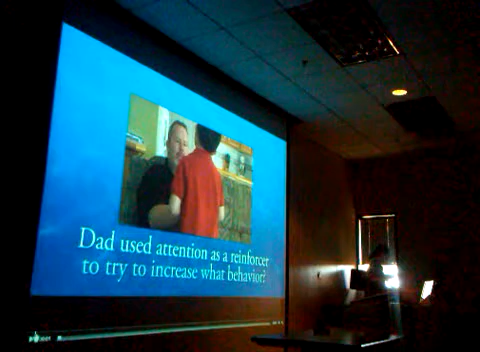 Dad used attention as a reinforcer
to try to increase what behavior?